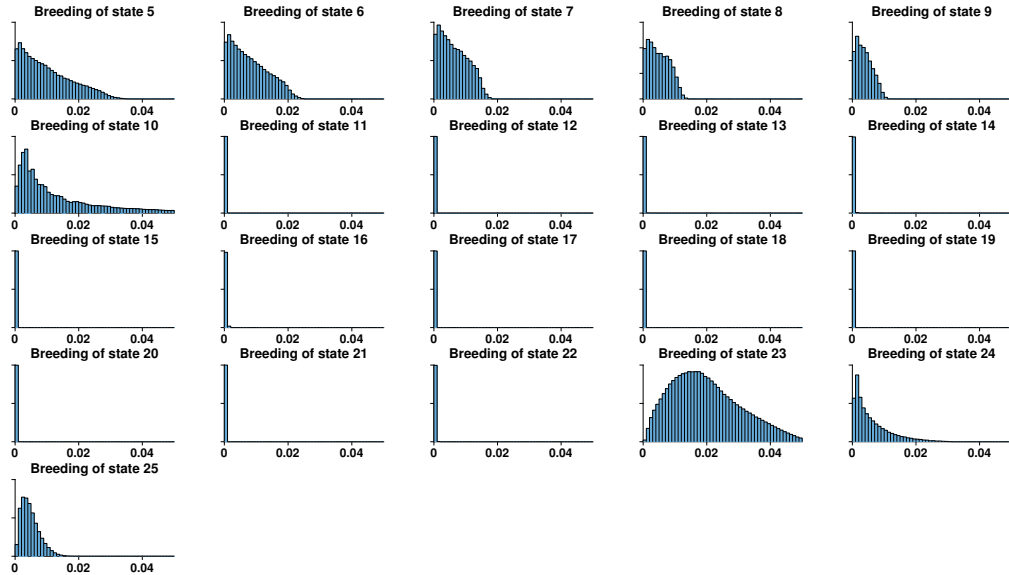 Breeding of state 5 Breeding of state 6 Breeding of state 7 Breeding of state 8 Breeding of state 9
0 0.02 0.04 0 0.02 0.04 0 0.02 0.04 0 0.02 0.04 0 0.02 0.04
Breeding of state 10 Breeding of state 11 Breeding of state 12 Breeding of state 13 Breeding of state 14
0 0.02 0.04 0 0.02 0.04 0 0.02 0.04 0 0.02 0.04 0 0.02 0.04
Breeding of state 15 Breeding of state 16 Breeding of state 17 Breeding of state 18 Breeding of state 19
0 0.02 0.04 0 0.02 0.04 0 0.02 0.04 0 0.02 0.04 0 0.02 0.04
Breeding of state 20 Breeding of state 21 Breeding of state 22 Breeding of state 23 Breeding of state 24
0 0.02 0.04 0 0.02 0.04 0 0.02 0.04 0 0.02 0.04 0 0.02 0.04
Breeding of state 25
0 0.02 0.04